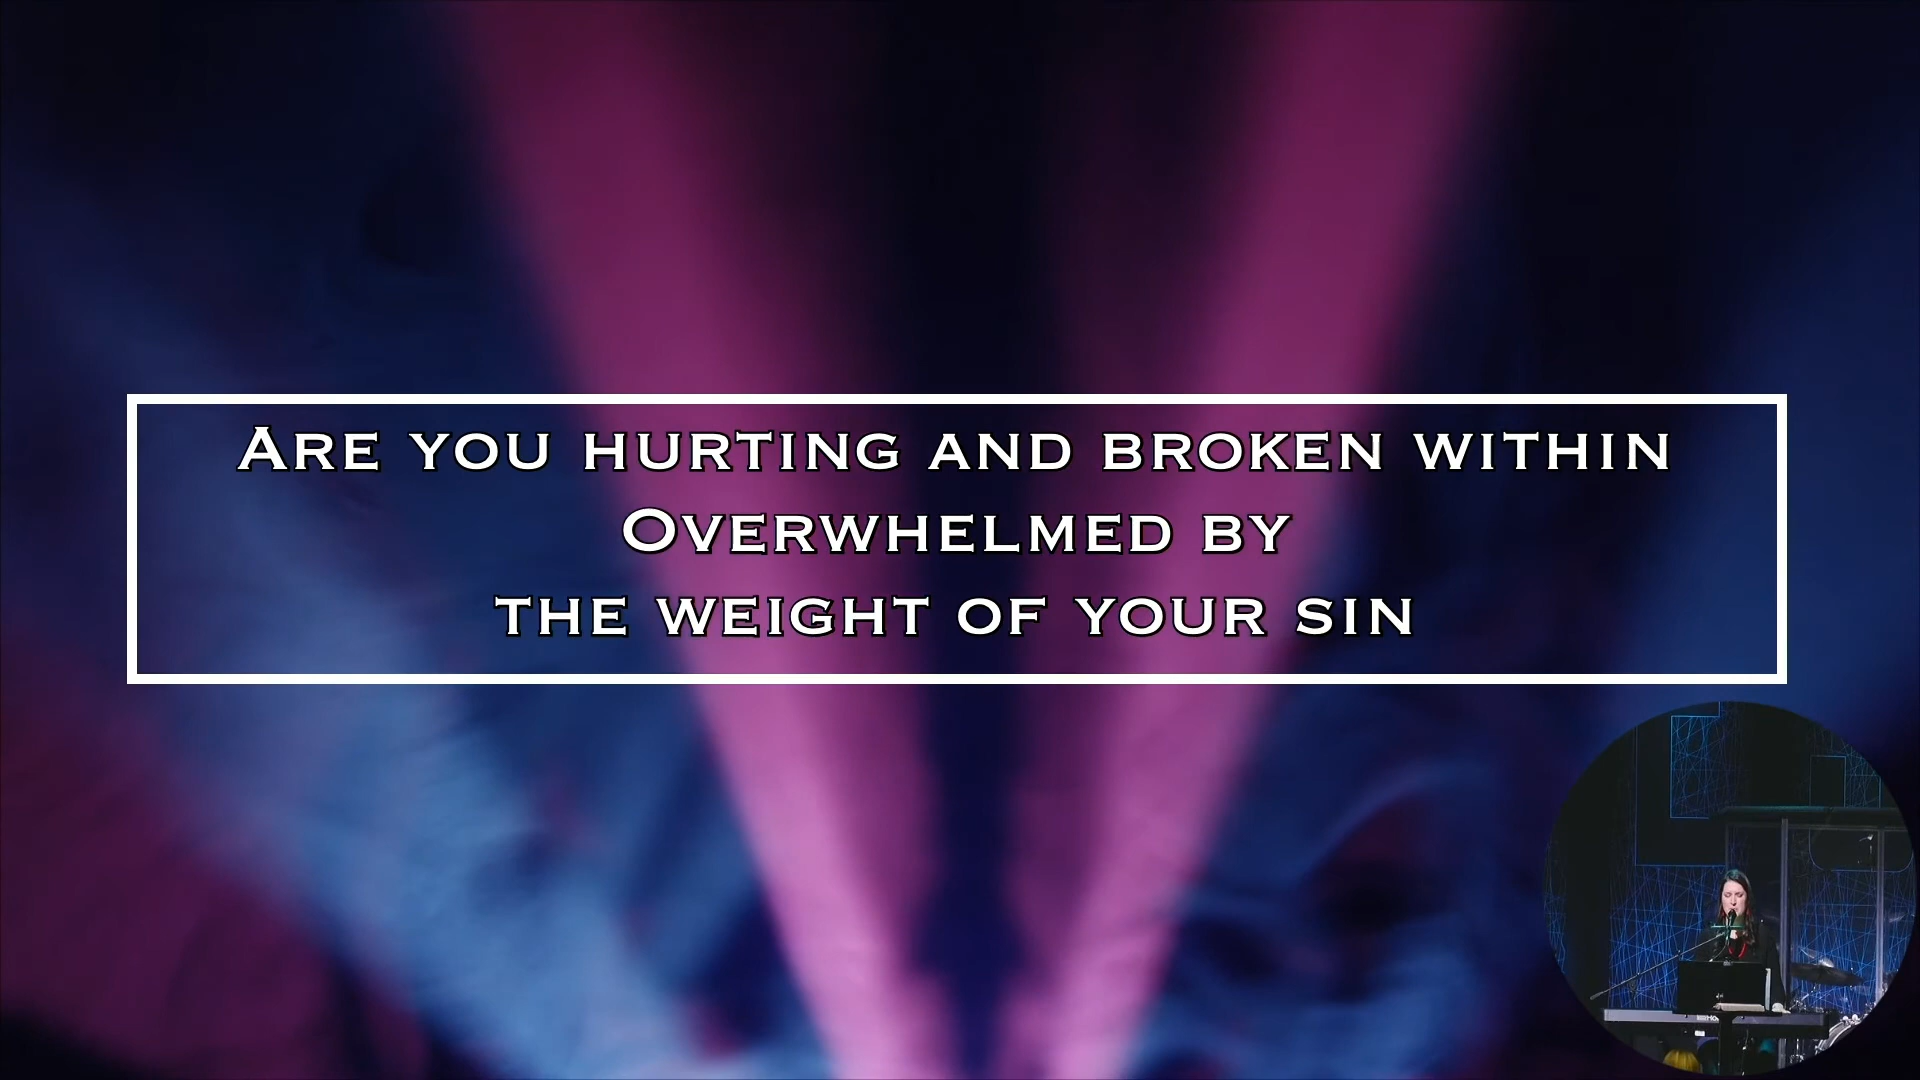 Are you hurting and broken within
Overwhelmed by
the weight of your sin